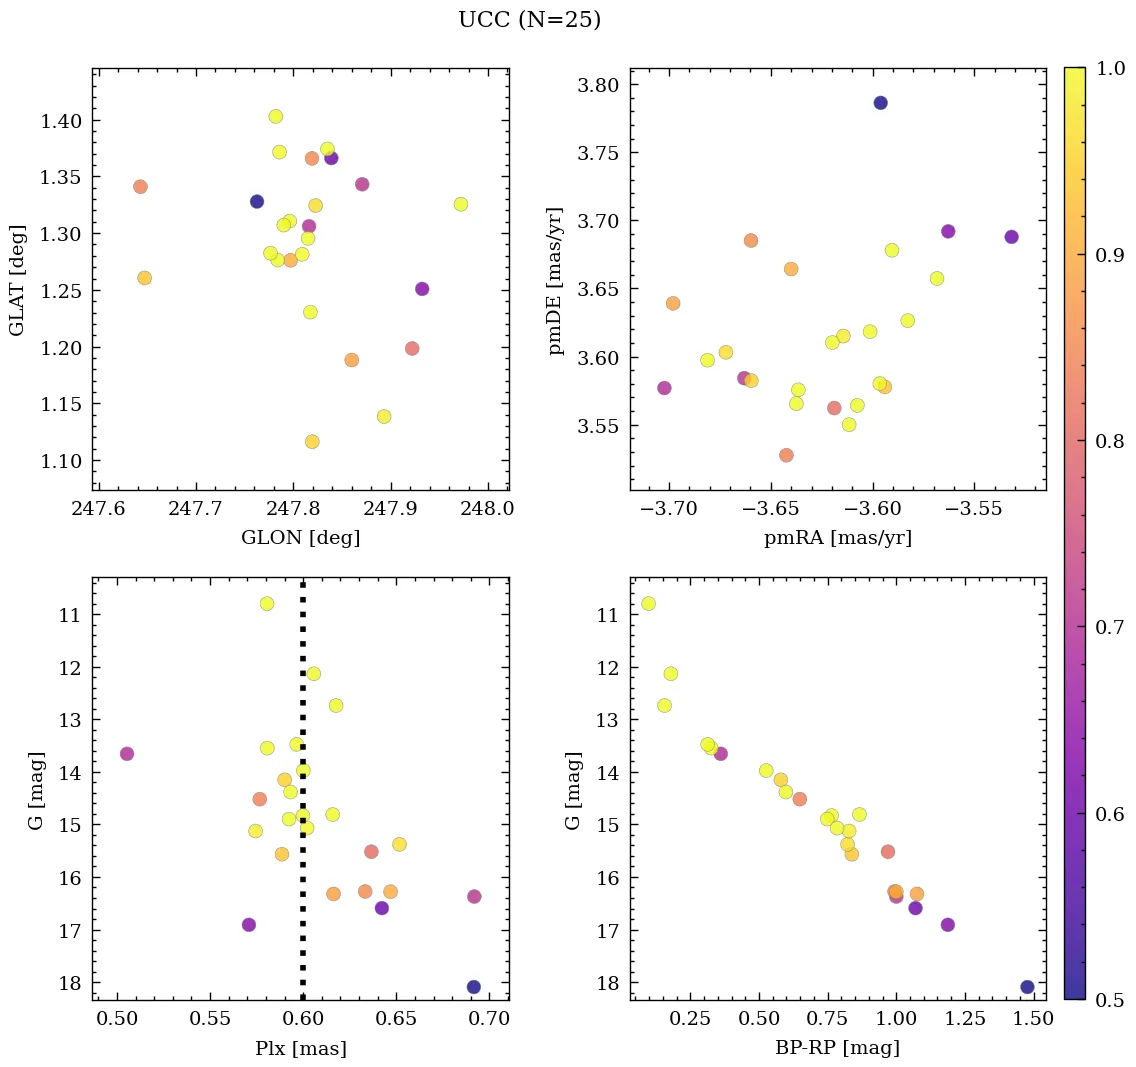 UCC (N=25)
1.40
1.35
1.30
1.25
1.20
1.15
1.10
GLAT [deg]
247.6 247.7 247.8 247.9 248.0
GLON [deg]
3.80
3.75
3.70
3.65
3.60
3.55
pmDE [mas/yr]
−3.70 −3.65 −3.60 −3.55
pmRA [mas/yr]
11
12
13
14
15
16
17
18
G [mag]
0.50 0.55 0.60 0.65 0.70
Plx [mas]
11
12
13
14
15
16
17
18
G [mag]
0.25 0.50 0.75 1.00 1.25 1.50
BP-RP [mag]
1.0
0.9
0.8
0.7
0.6
0.5